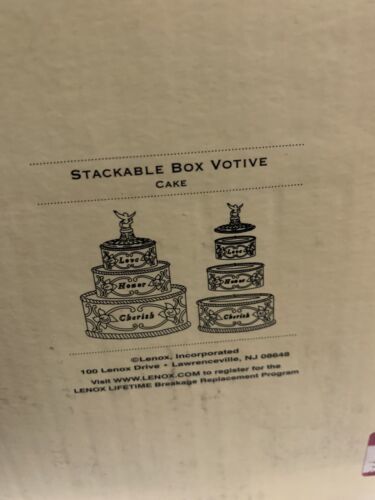 STACKABLE BOX VOTIVE
CAKE
Love
Honor
Cherish
Love
Honor
Cherish
©Lenox, Incorporated
100 Lenox Drive • Lawrenceville, NJ 08648
Visit WWW.LENOX.COM to register for the
LENOX LIFETIME Breakage Replacement Program